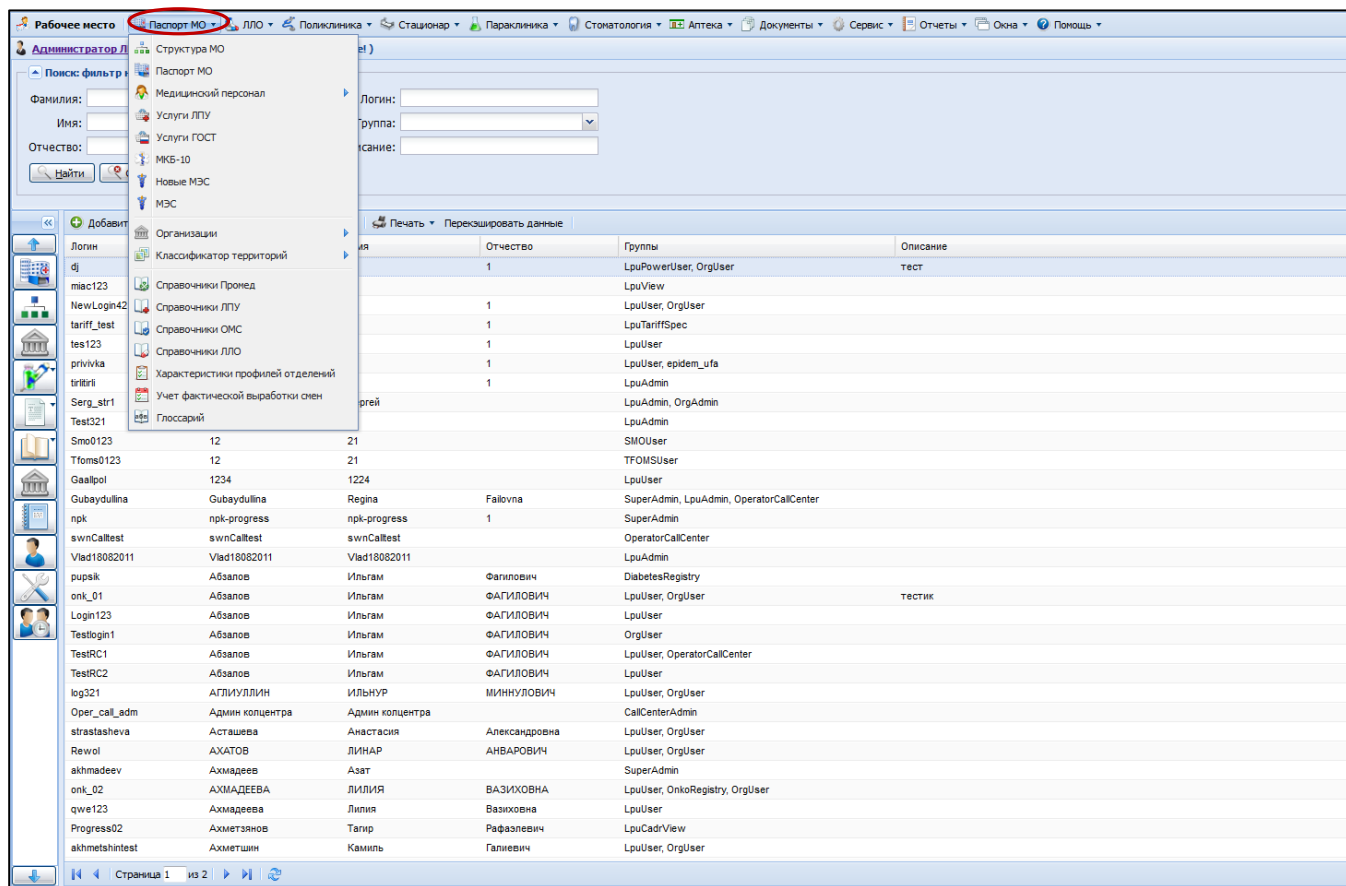 Рабочее место Паспорт МО ЛЛО Поликлиника Стационар Параклиника Стоматология Аптека Документы Сервис Отчеты Окна Помощь
Администратор Л е! )
Поиск: фильтр н
Фамилия: Логин:
Имя: Группа:
Отчество: исание:
Найти
Структура МО
Паспорт МО
Медицинский персонал
Услуги ЛПУ
Услуги ГОСТ
МКБ-10
Новые МЭС
МЭС
Организации
Классификатор территорий
Справочники Промед
Справочники ЛПУ
Справочники ОМС
Справочники ЛЛО
Характеристики профилей отделений
Учет фактической выработки смен
Глоссарий
Добавит Печать Перекэшировать данные
Логин мя Отчество Группы Описание
dj 1 LpuPowerUser, OrgUser тест
miac123 LpuView
NewLogin42 1 LpuUser, OrgUser
tariff_test 1 LpuTariffSpec
tes123 1 LpuUser
privivka 1 LpuUser, epidem_ufa
tirlitirli 1 LpuAdmin
Serg_str1 ергей LpuAdmin, OrgAdmin
Test321 LpuAdmin
Smo0123 12 21 SMOUser
Tfoms0123 12 21 TFOMSUser
Gaallpol 1234 1224 LpuUser
Gubaydullina Gubaydullina Regina Failovna SuperAdmin, LpuAdmin, OperatorCallCenter
npk npk-progress npk-progress 1 SuperAdmin
swnCalltest swnCalltest swnCalltest OperatorCallCenter
Vlad18082011 Vlad18082011 Vlad18082011 LpuAdmin
pupsik Абзалов Ильгам Фагилович DiabetesRegistry
onk_01 Абзалов Ильгам ФАГИЛОВИЧ LpuUser, OrgUser тестик
Login123 Абзалов Ильгам ФАГИЛОВИЧ LpuUser
Testlogin1 Абзалов Ильгам ФАГИЛОВИЧ OrgUser
TestRC1 Абзалов Ильгам ФАГИЛОВИЧ LpuUser, OperatorCallCenter
TestRC2 Абзалов Ильгам ФАГИЛОВИЧ LpuUser
log321 АГЛИУЛЛИН ИЛЬНУР МИННУЛОВИЧ LpuUser, OrgUser
Oper_call_adm Админ колцентра Админ колцентра CallCenterAdmin
strastasheva Асташева Анастасия Александровна LpuUser, OrgUser
Rewol АХАТОВ ЛИНАР АНВАРОВИЧ LpuUser, OrgUser
akhmadeev Ахмадеев Азат SuperAdmin
onk_02 АХМАДЕЕВА ЛИЛИЯ ВАЗИХОВНА LpuUser, OnkoRegistry, OrgUser
qwe123 Ахмадеева Лилия Вазиховна LpuUser
Progress02 Ахметзянов Тагир Рафаэлевич LpuCadrView
akhmetshintest Ахметшин Камиль Галиевич LpuUser, OrgUser
Страница 1 из 2